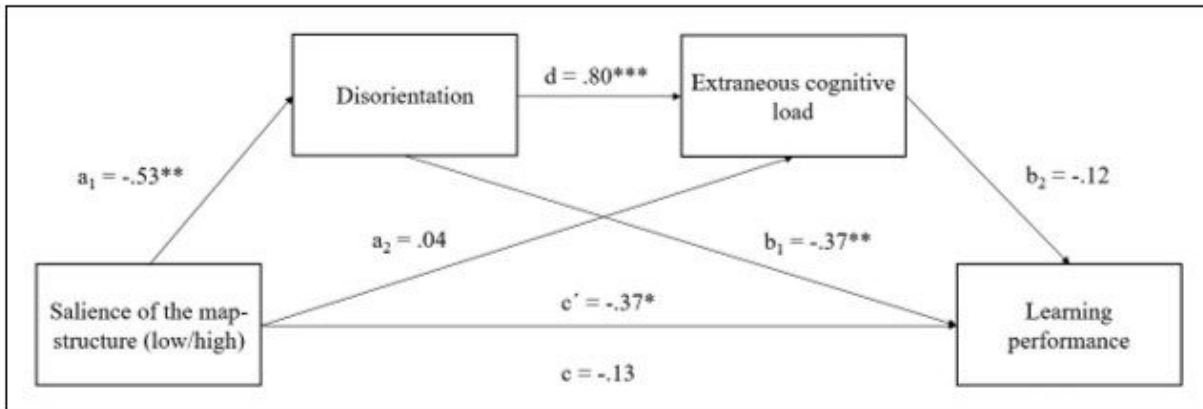 d = .80***
Disorientation
Extraneous cognitive
load
a₁ = -.53**
b₂ = -.12
a₂ = .04
b₁ = -.37**
Salience of the map-
structure (low/high)
c´ = -.37*
Learning
performance
c = -.13